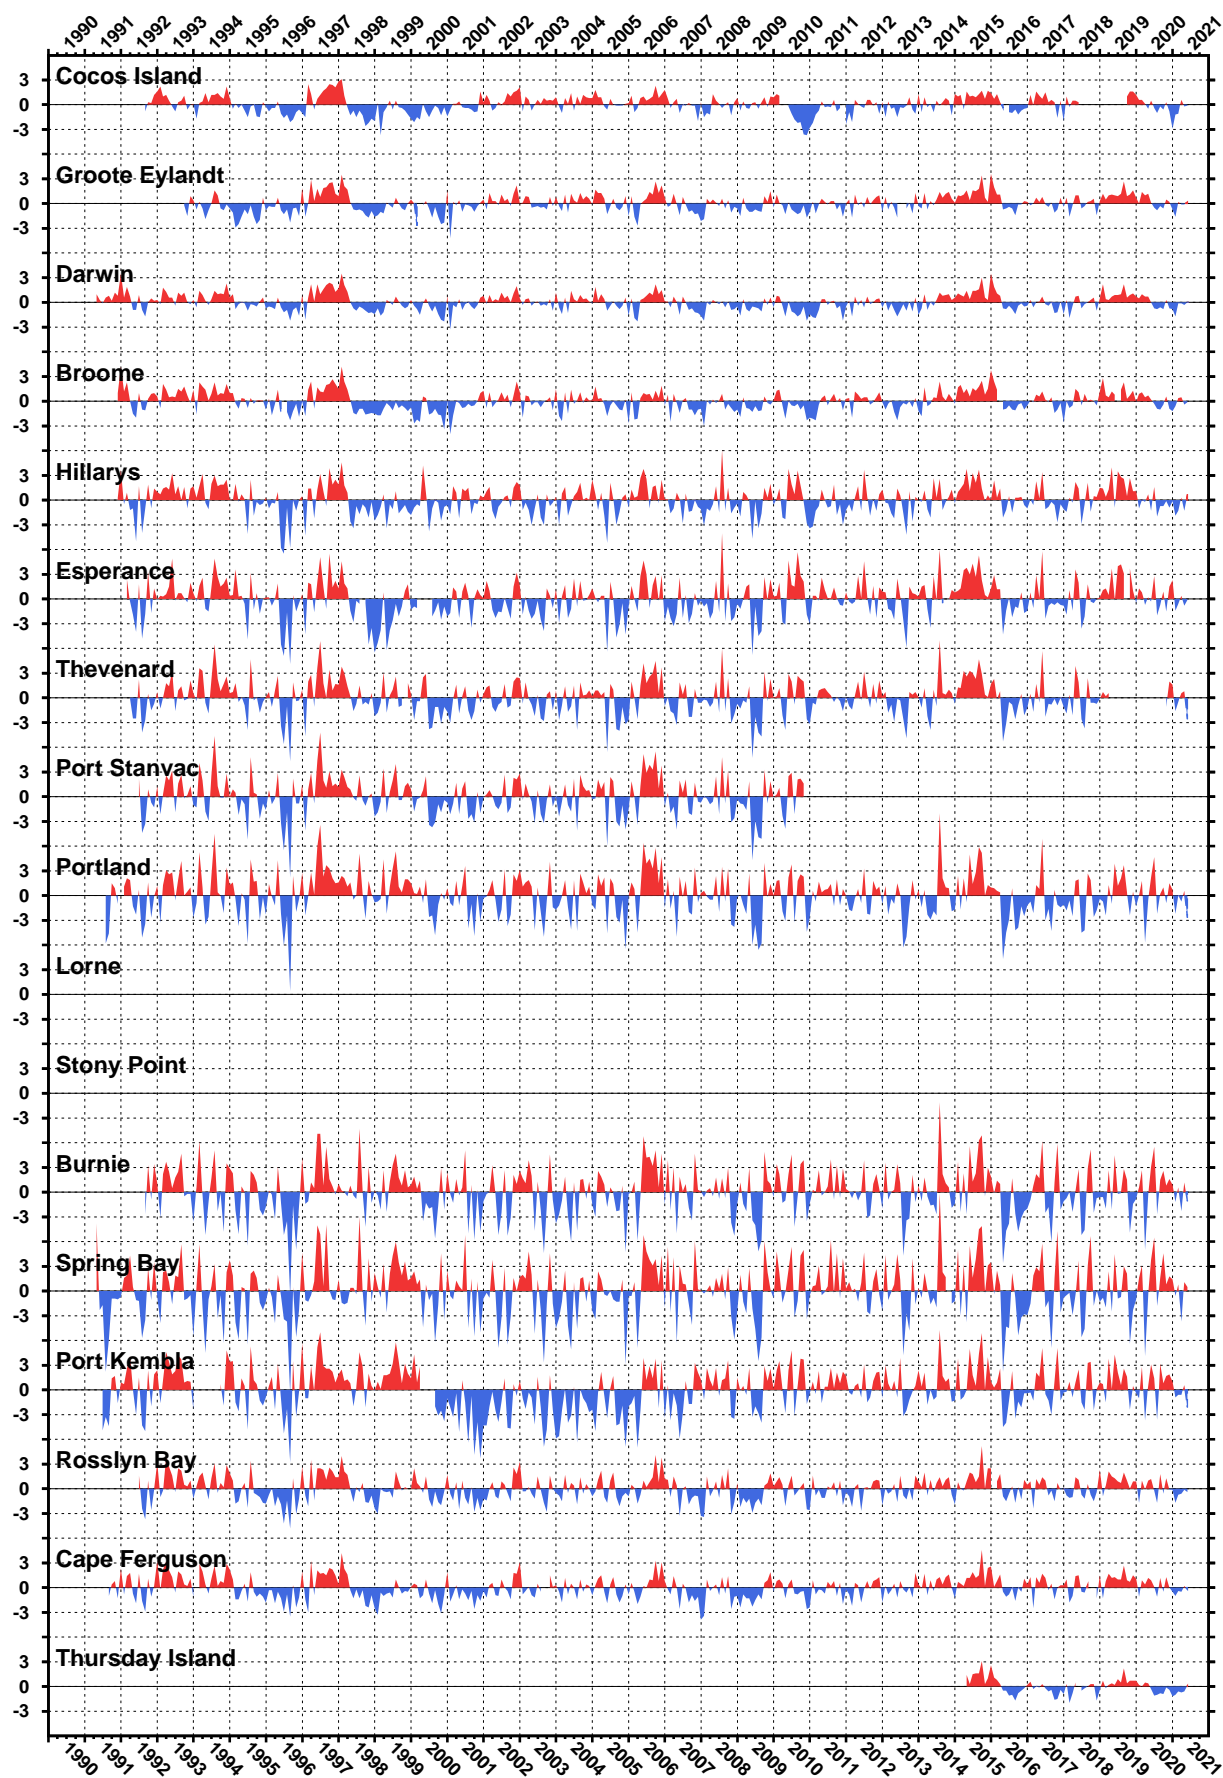 1990 1991 1992 1993 1994 1995 1996 1997 1998 1999 2000 2001 2002 2003 2004 2005 2006 2007 2008 2009 2010 2011 2012 2013 2014 2015 2016 2017 2018 2019 2020 2021
Cocos Island
3
0
-3
Groote Eylandt
3
0
-3
Darwin
3
0
-3
Broome
3
0
-3
Hillarys
3
0
-3
Esperance
3
0
-3
Thevenard
3
0
-3
Port Stanvac
3
0
-3
Portland
3
0
-3
Lorne
3
0
-3
Stony Point
3
0
-3
Burnie
3
0
-3
Spring Bay
3
0
-3
Port Kembla
3
0
-3
Rosslyn Bay
3
0
-3
Cape Ferguson
3
0
-3
Thursday Island
3
0
-3
1990 1991 1992 1993 1994 1995 1996 1997 1998 1999 2000 2001 2002 2003 2004 2005 2006 2007 2008 2009 2010 2011 2012 2013 2014 2015 2016 2017 2018 2019 2020 2021